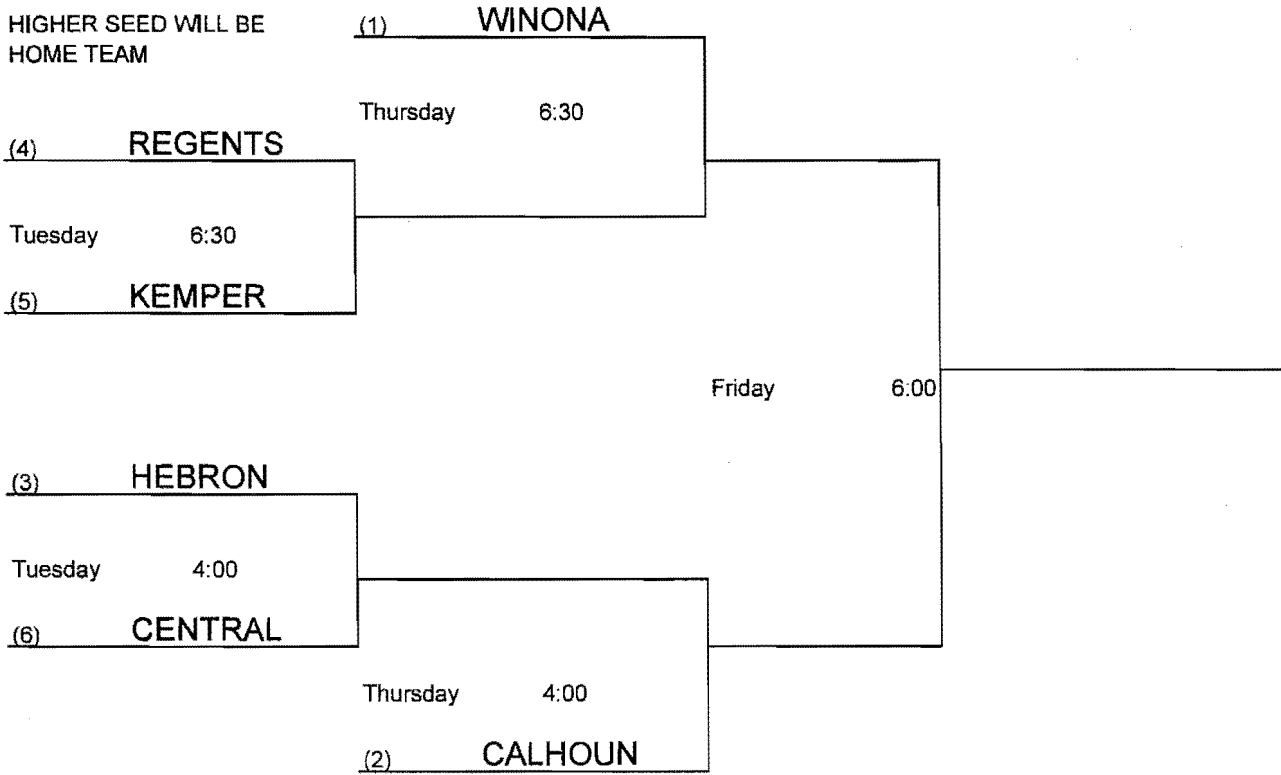 HIGHER SEED WILL BE
HOME TEAM
(1) WINONA
Thursday 6:30
(4) REGENTS
Tuesday 6:30
(5) KEMPER
Friday 6:00
(3) HEBRON
Tuesday 4:00
(6) CENTRAL
Thursday 4:00
(2) CALHOUN